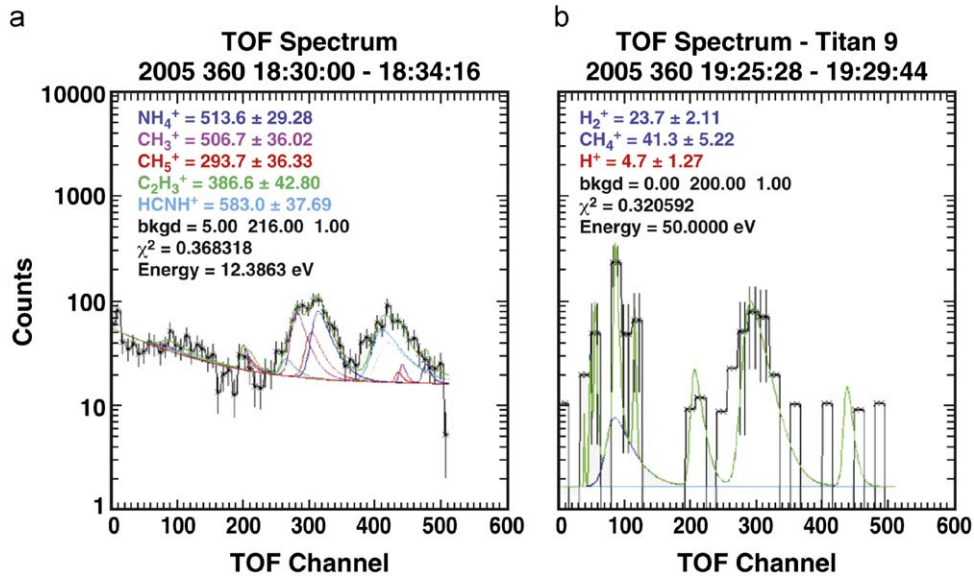 a
TOF Spectrum
2005 360 18:30:00 - 18:34:16
10000
1000
100
10
1
Counts
NH₄⁺ = 513.6 ± 29.28
CH₃⁺ = 506.7 ± 36.02
CH₅⁺ = 293.7 ± 36.33
C₂H₃⁺ = 386.6 ± 42.80
HCNH⁺ = 583.0 ± 37.69
bkgd = 5.00 216.00 1.00
χ² = 0.368318
Energy = 12.3863 eV
0 100 200 300 400 500 600
TOF Channel
b
TOF Spectrum - Titan 9
2005 360 19:25:28 - 19:29:44
H₂⁺ = 23.7 ± 2.11
CH₄⁺ = 41.3 ± 5.22
H⁺ = 4.7 ± 1.27
bkgd = 0.00 200.00 1.00
χ² = 0.320592
Energy = 50.0000 eV
0 100 200 300 400 500 600
TOF Channel